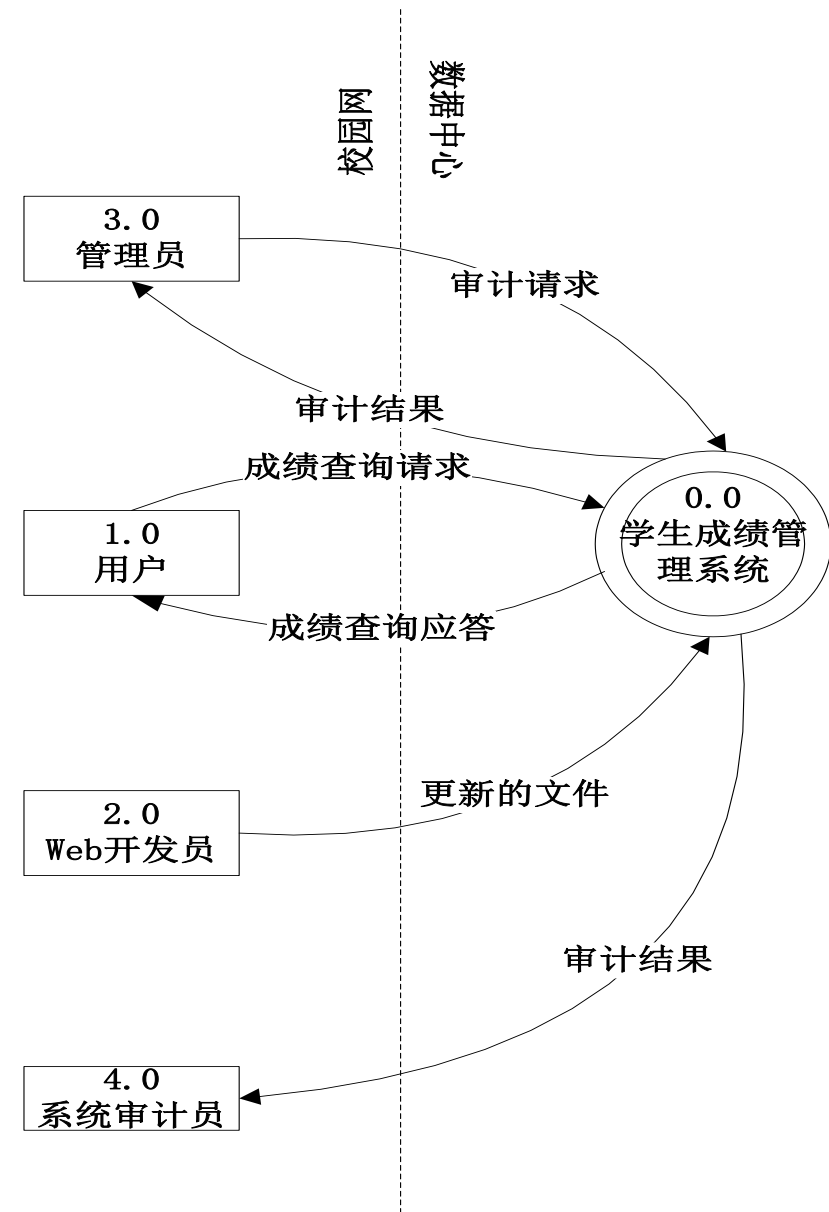 校园网
数据中心
3.0
管理员
审计请求
审计结果
成绩查询请求
0.0
学生成绩管
理系统
1.0
用户
成绩查询应答
更新的文件
2.0
Web开发员
审计结果
4.0
系统审计员